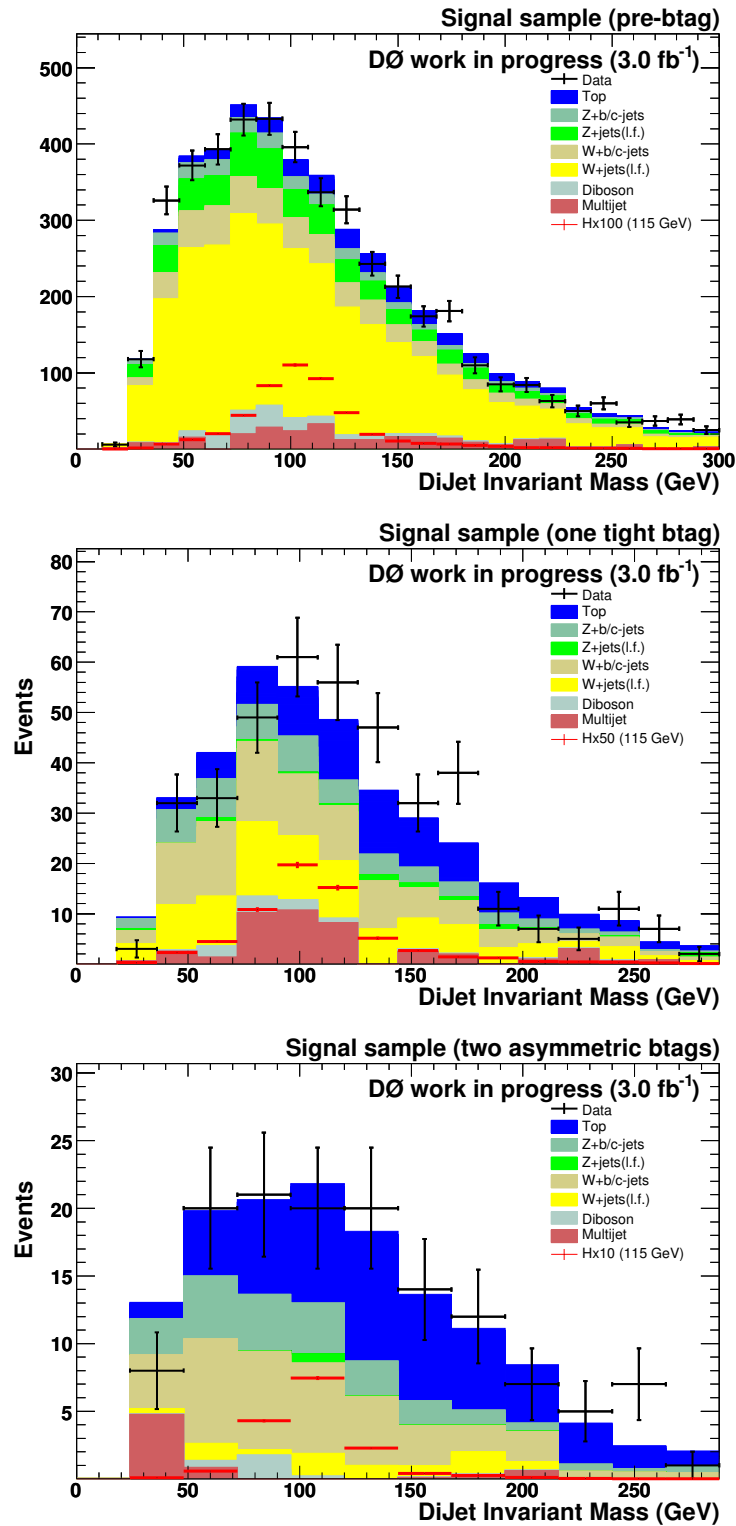 Signal sample (pre-btag)
DØ work in progress (3.0 fb-1)
500
400
300
200
100
Data
Top
Z+b/c-jets
Z+jets(l.f.)
W+b/c-jets
W+jets(l.f.)
Diboson
Multijet
Hx100 (115 GeV)
0 50 100 150 200 250 300
DiJet Invariant Mass (GeV)
Signal sample (one tight btag)
DØ work in progress (3.0 fb-1)
Events
80
70
60
50
40
30
20
10
Data
Top
Z+b/c-jets
Z+jets(l.f.)
W+b/c-jets
W+jets(l.f.)
Diboson
Multijet
Hx50 (115 GeV)
0 50 100 150 200 250
DiJet Invariant Mass (GeV)
Signal sample (two asymmetric btags)
DØ work in progress (3.0 fb-1)
Events
30
25
20
15
10
5
Data
Top
Z+b/c-jets
Z+jets(l.f.)
W+b/c-jets
W+jets(l.f.)
Diboson
Multijet
Hx10 (115 GeV)
0 50 100 150 200 250
DiJet Invariant Mass (GeV)